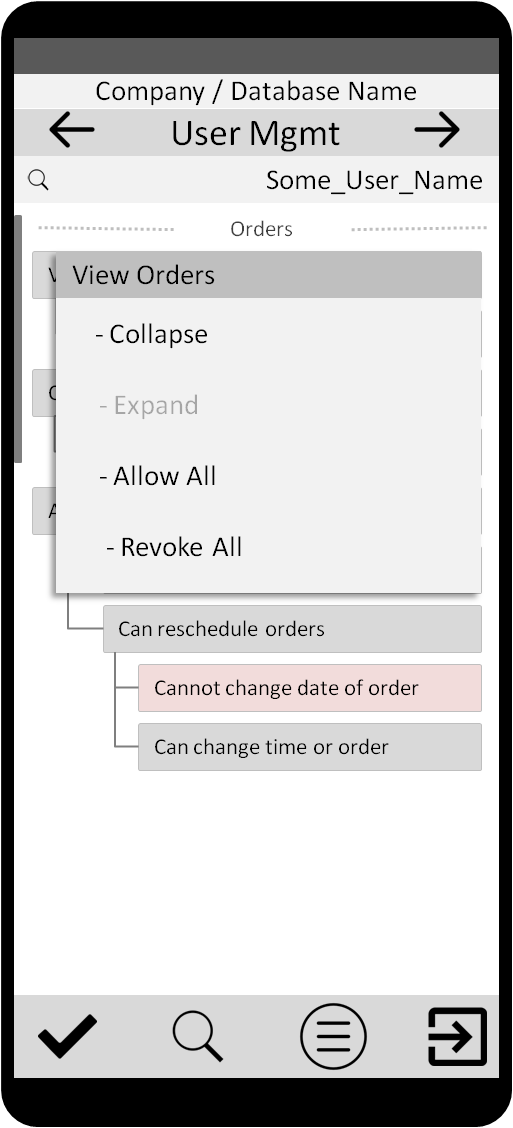 Company / Database Name
User Mgmt
Some_User_Name
Orders
View Orders
- Collapse
- Expand
- Allow All
- Revoke All
Can reschedule orders
Cannot change date of order
Can change time or order